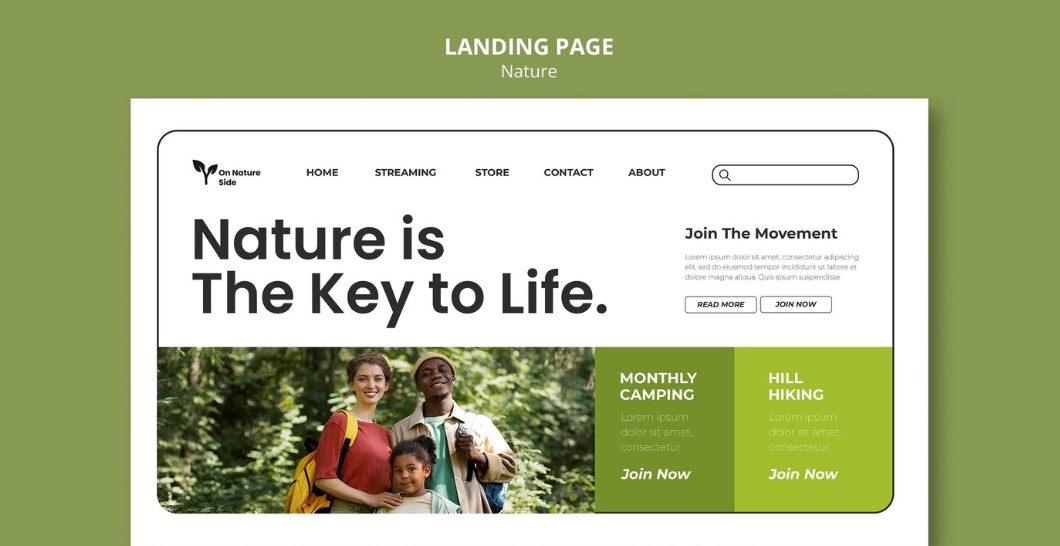 LANDING PAGE
Nature
On Nature
Side
HOME
STREAMING
STORE
CONTACT
ABOUT
Nature is
The Key to Life.
Join The Movement
Lorem ipsum dolor sit amet, consectetur adipiscing
elit, sed do eiusmod tempor incididunt ut labore et
dolore magna aliqua. Quis ipsum suspendisse
READ MORE
JOIN NOW
MONTHLY
CAMPING
Lorem ipsum
dolor sit amet,
consectetur
Join Now
HILL
HIKING
Lorem ipsum
dolor sit amet,
consectetur
Join Now